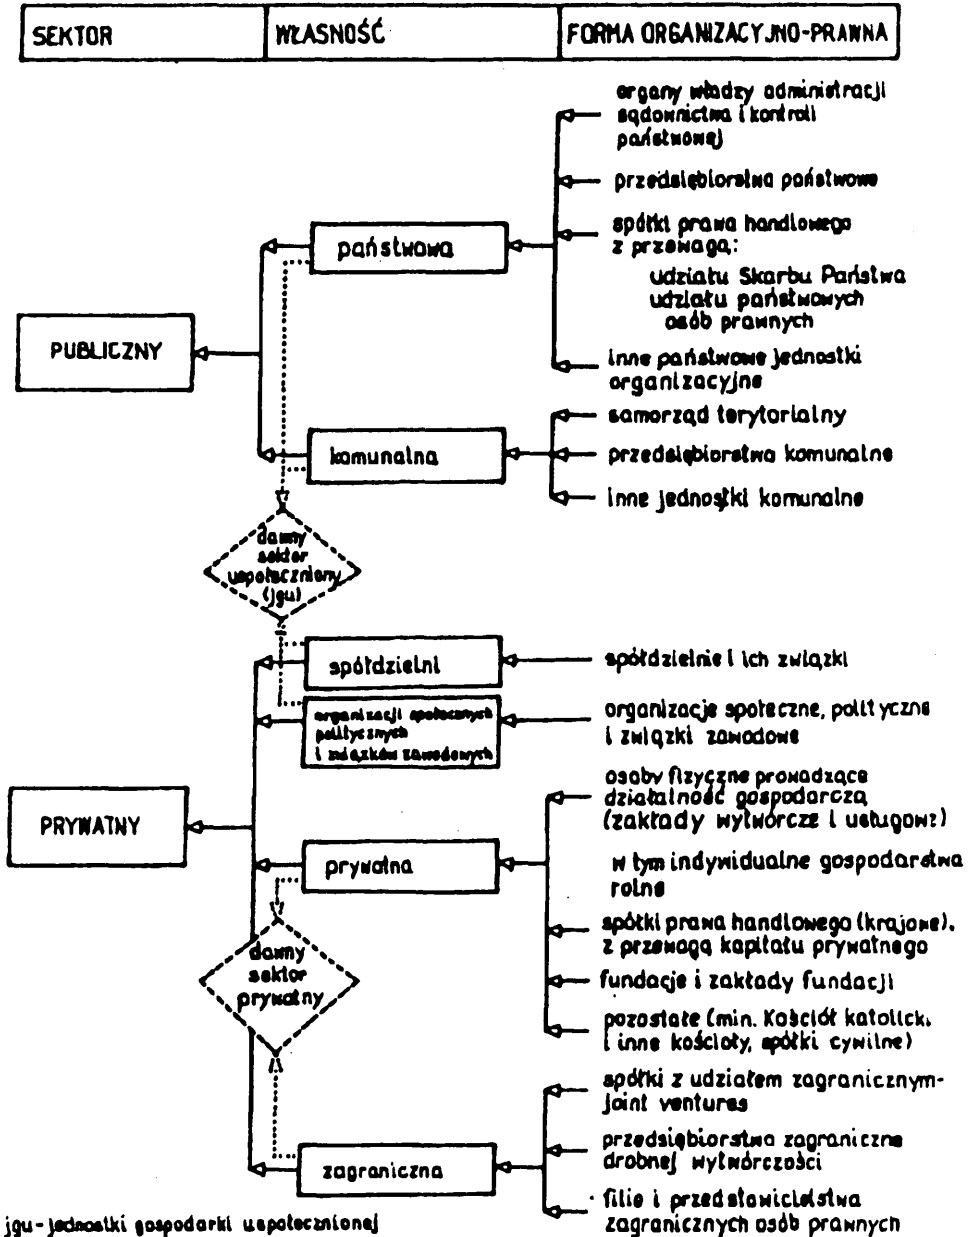 SEKTOR
WŁASNOŚĆ
FORMA ORGANIZACYJNO-PRAWNA
organy władzy administracji
sądownictwa i kontroli
państwowej
przedsiębiorstwa państwowe
spółki prawa handlowego
z przewagą:
udziału Skarbu Państwa
udziału państwowych
osób prawnych
inne państwowe jednostki
organizacyjne
państwowa
PUBLICZNY
komunalna
samorząd terytorialny
przedsiębiorstwa komunalne
inne jednostki komunalne
dawny
sektor
uspołeczniony
(jgu)
spółdzielni
spółdzielnie i ich związki
organizacji społecznych
politycznych
i związków zawodowych
organizacje społeczne, polityczne
i związki zawodowe
PRYWATNY
prywatna
osoby fizyczne prowadzące
działalność gospodarczą
(zakłady wytwórcze i usługowe)
w tym indywidualne gospodarstwa
rolne
spółki prawa handlowego (krajowe),
z przewagą kapitału prywatnego
fundacje i zakłady fundacji
pozostałe (min. Kościół katolicki
i inne kościoły, spółki cywilne)
dawny
sektor
prywatny
zagraniczna
spółki z udziałem zagranicznym-
joint ventures
przedsiębiorstwa zagraniczne
drobnej wytwórczości
filie i przedstawicielstwa
zagranicznych osób prawnych
jgu-jednostki gospodarki uspołecznionej